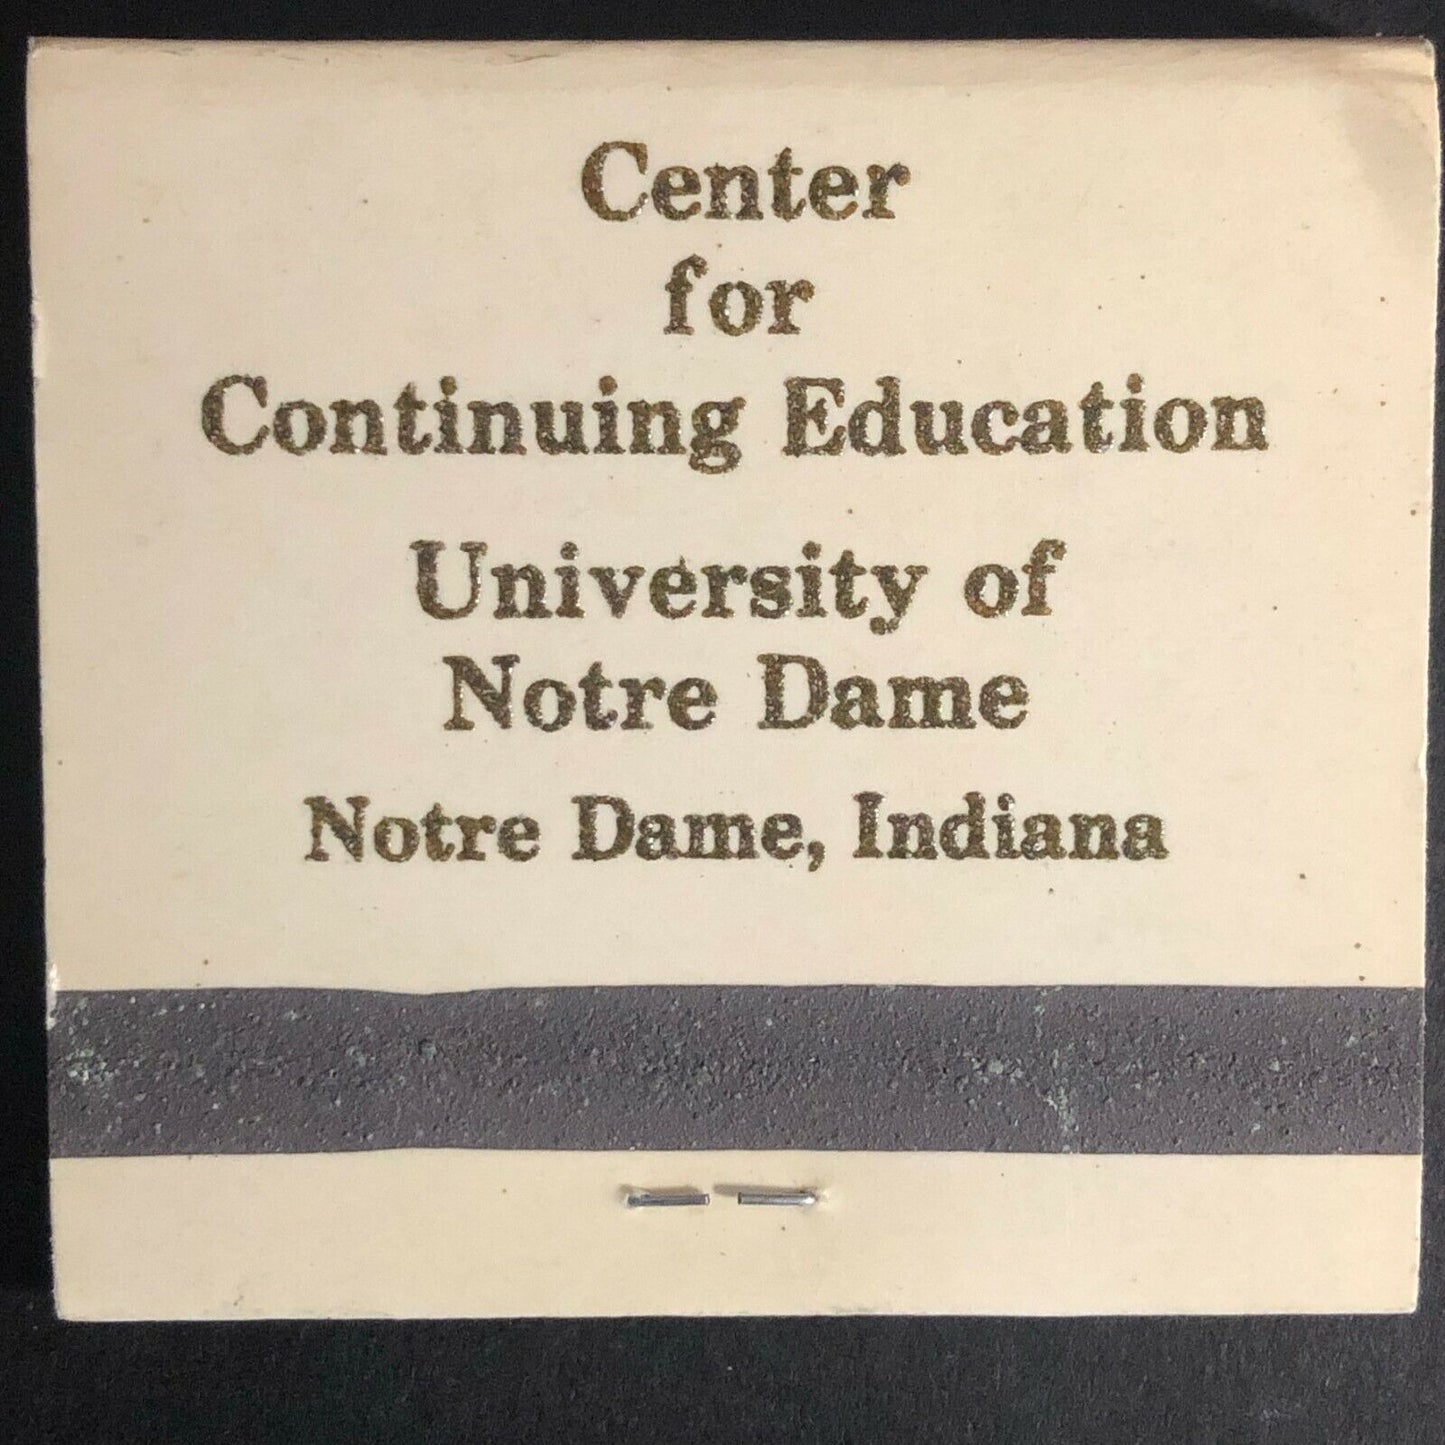 Center
for
Continuing Education
University of
Notre Dame
Notre Dame, Indiana